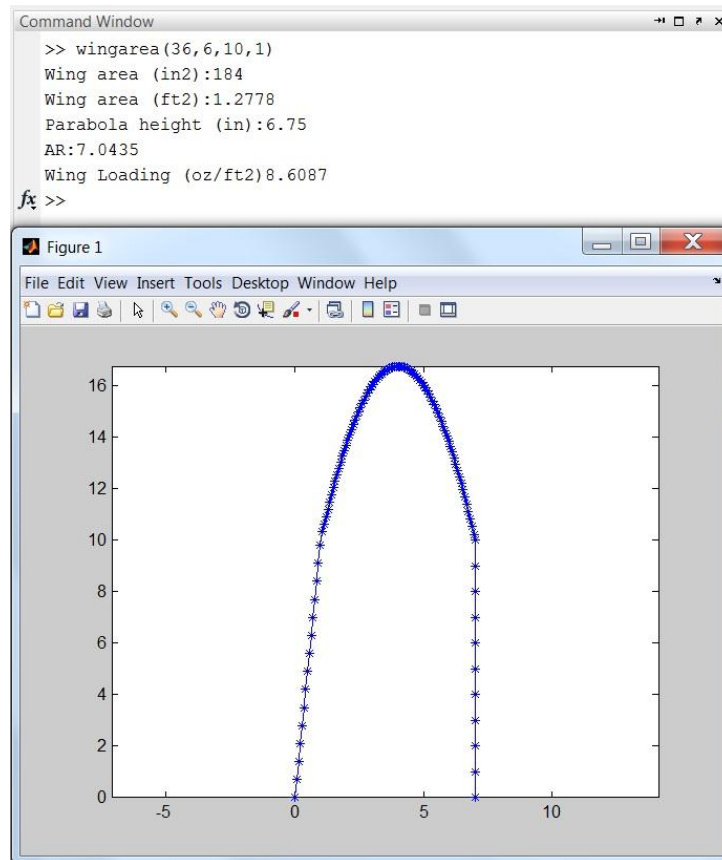 Command Window
>> wingarea(36,6,10,1)
Wing area (in2):184
Wing area (ft2):1.2778
Parabola height (in):6.75
AR:7.0435
Wing Loading (oz/ft2)8.6087
fx >>
Figure 1
File Edit View Insert Tools Desktop Window Help
16
14
12
10
8
6
4
2
0
-5 0 5 10